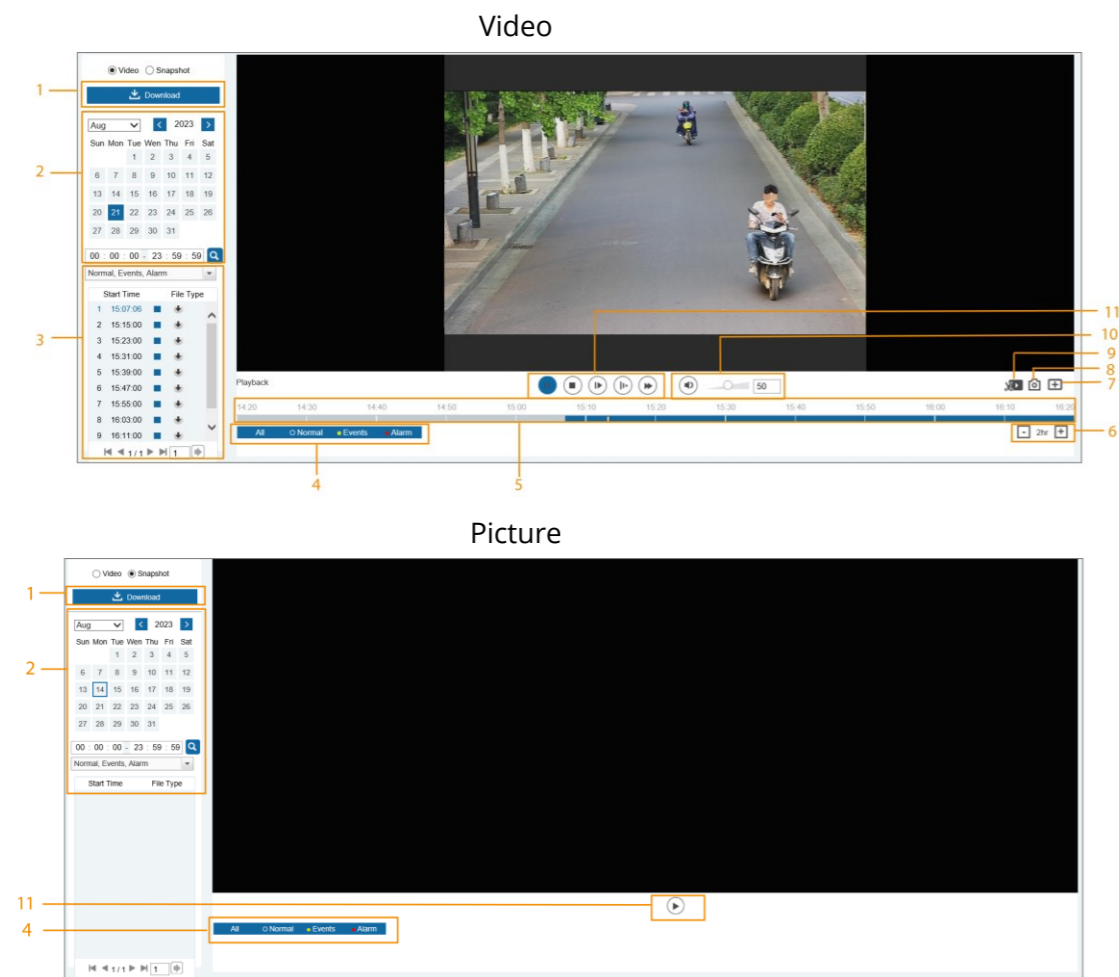 Video
Video Snapshot
1
Download
Aug 2023
Sun Mon Tue Wen Thu Fri Sat
1 2 3 4 5
2
6 7 8 9 10 11 12
13 14 15 16 17 18 19
20 21 22 23 24 25 26
27 28 29 30 31
00 : 00 : 00 - 23 : 59 : 59
Normal, Events, Alarm
Start Time File Type
1 15:07:06
2 15:15:00
3
3 15:23:00
4 15:31:00
5 15:39:00
6 15:47:00
7 15:55:00
8 16:03:00
9 16:11:00
1 / 1 1
11
10
9
8
7
Playback
50
14:20 14:30 14:40 14:50 15:00 15:10 15:20 15:30 15:40 15:50 16:00 16:10 16:20
All Normal Events Alarm
- 2hr + 6
4 5
Picture
Video Snapshot
1
Download
Aug 2023
Sun Mon Tue Wen Thu Fri Sat
1 2 3 4 5
2
6 7 8 9 10 11 12
13 14 15 16 17 18 19
20 21 22 23 24 25 26
27 28 29 30 31
00 : 00 : 00 - 23 : 59 : 59
Normal, Events, Alarm
Start Time File Type
11
4
All Normal Events Alarm
1 / 1 1